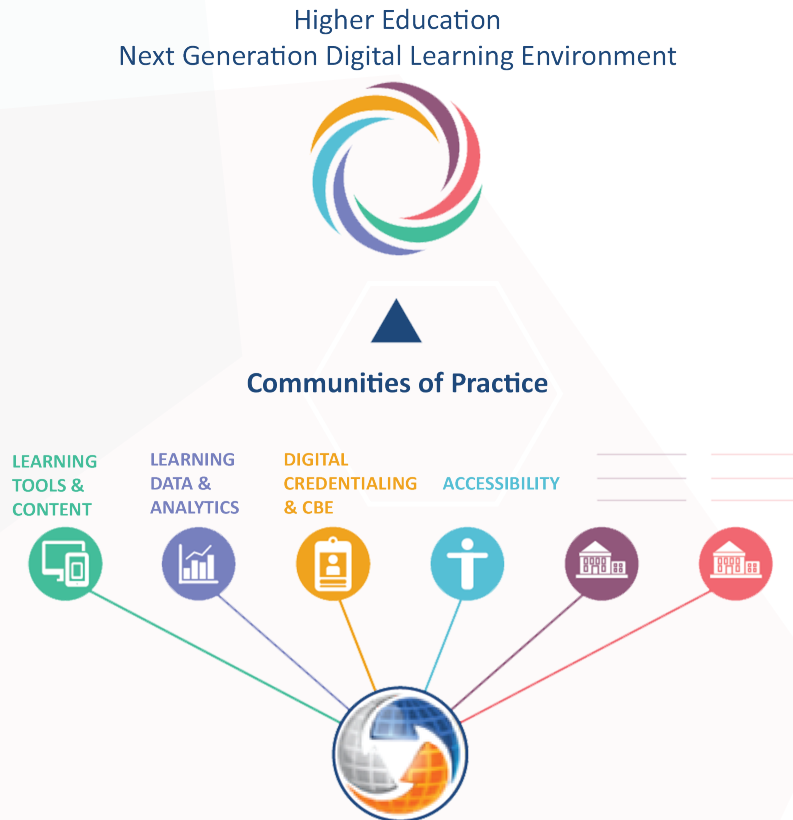 Higher Education
Next Generation Digital Learning Environment
Communities of Practice
LEARNING
TOOLS &
CONTENT
LEARNING
DATA &
ANALYTICS
DIGITAL
CREDENTIALING
& CBE
ACCESSIBILITY